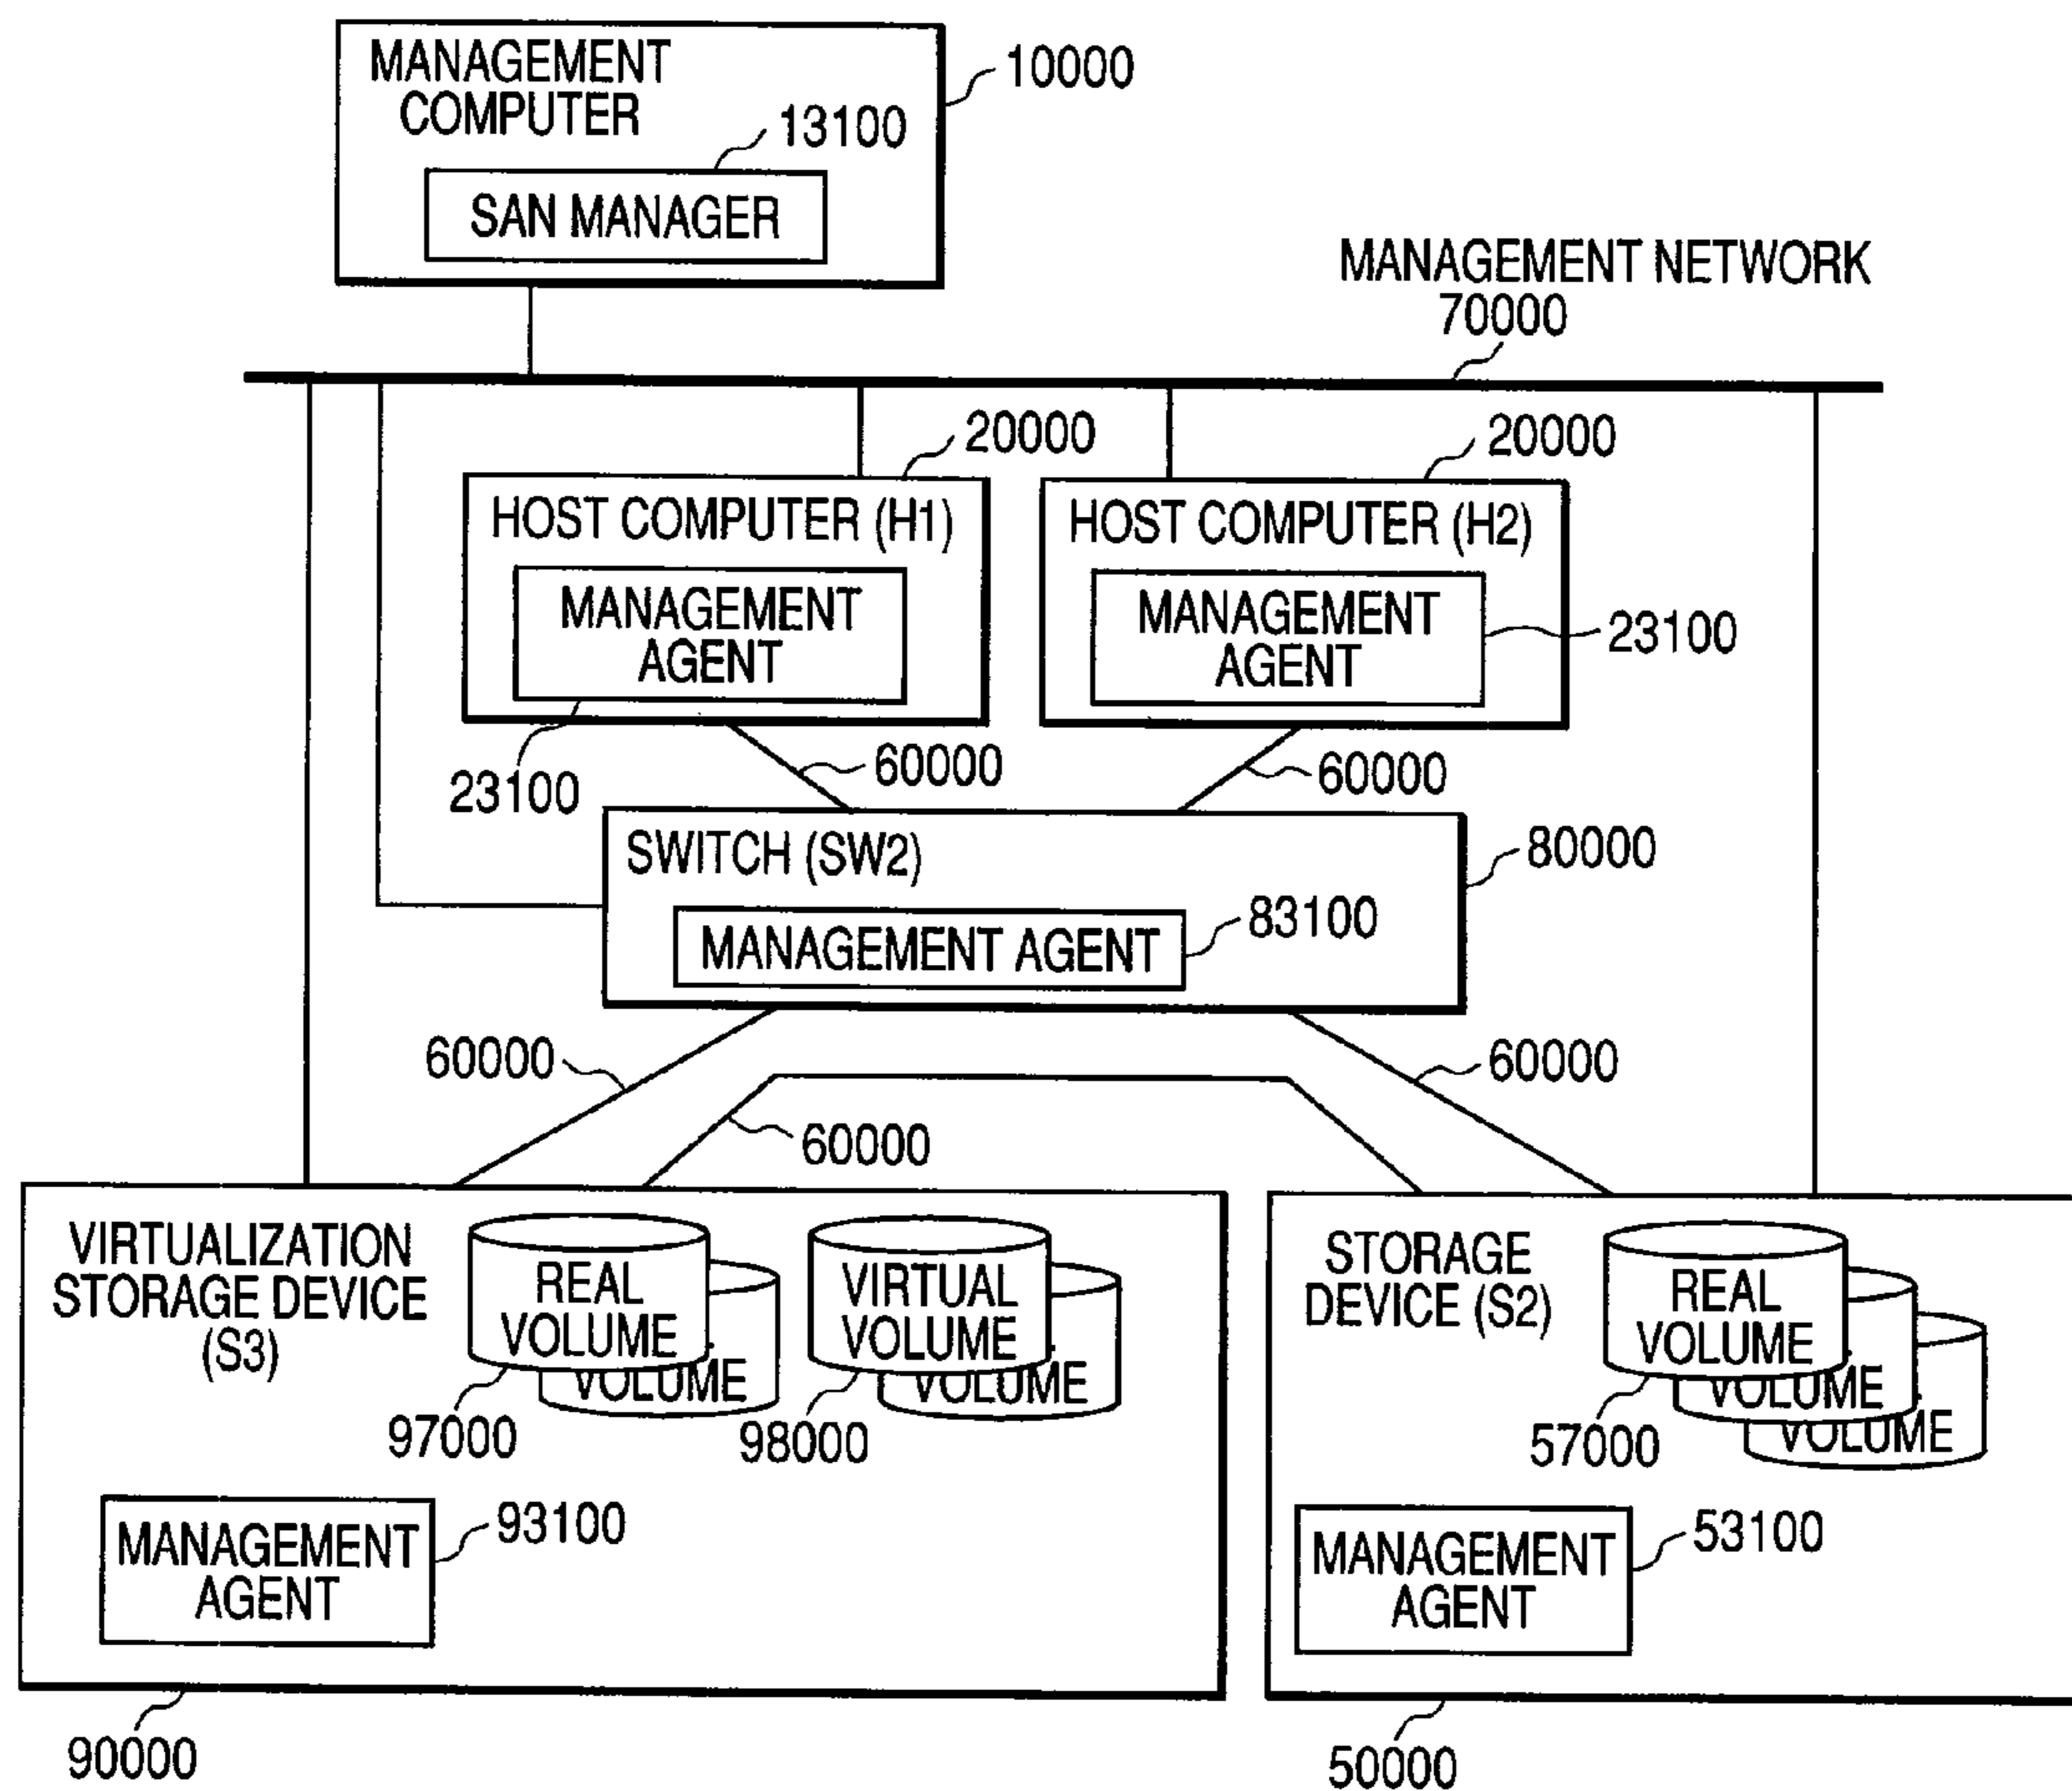 MANAGEMENT
COMPUTER
10000
13100
SAN MANAGER
MANAGEMENT NETWORK
70000
20000
20000
HOST COMPUTER (H1)
MANAGEMENT
AGENT
23100
HOST COMPUTER (H2)
MANAGEMENT
AGENT
23100
60000
60000
SWITCH (SW2)
80000
MANAGEMENT AGENT
83100
60000
60000
60000
VIRTUALIZATION
STORAGE DEVICE
(S3)
REAL
VOLUME
VOLUME
97000
VIRTUAL
VOLUME
VOLUME
98000
MANAGEMENT
AGENT
93100
90000
STORAGE
DEVICE (S2)
REAL
VOLUME
VOLUME
VOLUME
57000
MANAGEMENT
AGENT
53100
50000